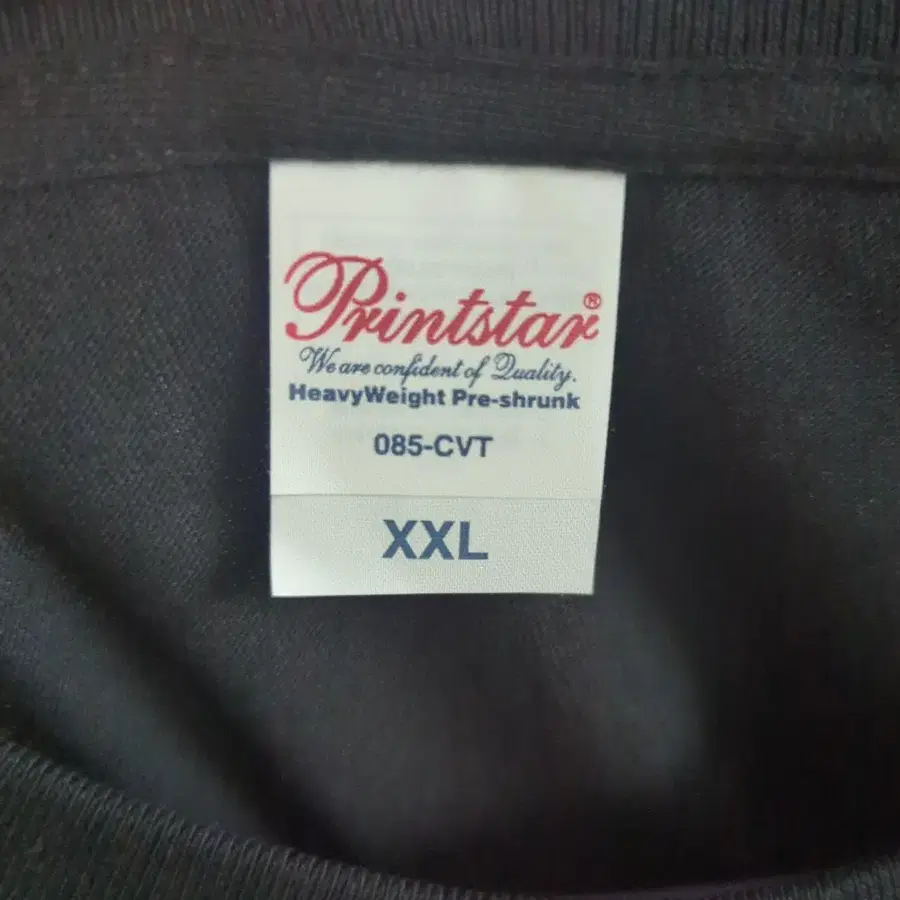 Printstar®
We are confident of Quality.
HeavyWeight Pre-shrunk
085-CVT
XXL